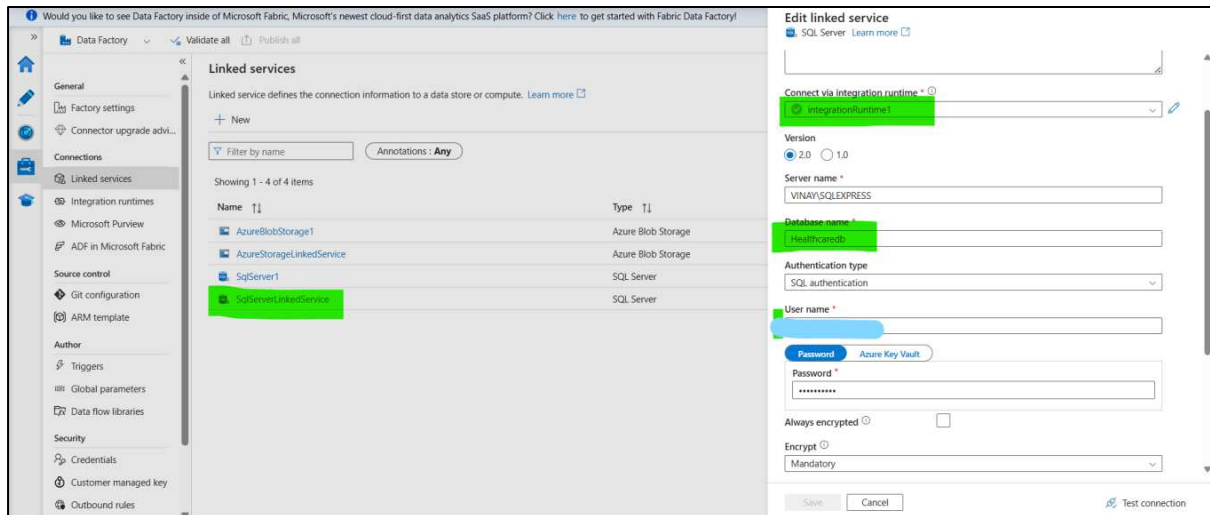 Would you like to see Data Factory inside of Microsoft Fabric, Microsoft's newest cloud-first data analytics SaaS platform? Click here to get started with Fabric Data Factory!
» Data Factory Validate all Publish all
«
General
Factory settings
Connector upgrade advi...
Connections
Linked services
Integration runtimes
Microsoft Purview
ADF in Microsoft Fabric
Source control
Git configuration
ARM template
Author
Triggers
Global parameters
Data flow libraries
Security
Credentials
Customer managed key
Outbound rules
Linked services
Linked service defines the connection information to a data store or compute. Learn more
+ New
Filter by name Annotations : Any
Showing 1 - 4 of 4 items
Name Type
AzureBlobStorage1 Azure Blob Storage
AzureStorageLinkedService Azure Blob Storage
SqlServer1 SQL Server
SqlServerLinkedService SQL Server
Edit linked service
SQL Server Learn more
Connect via integration runtime *
integrationRuntime1
Version
2.0 1.0
Server name *
VINAY\SQLEXPRESS
Database name *
Healthcaredb
Authentication type
SQL authentication
User name *
Password Azure Key Vault
Password *
••••••••••
Always encrypted
Encrypt
Mandatory
Save Cancel Test connection